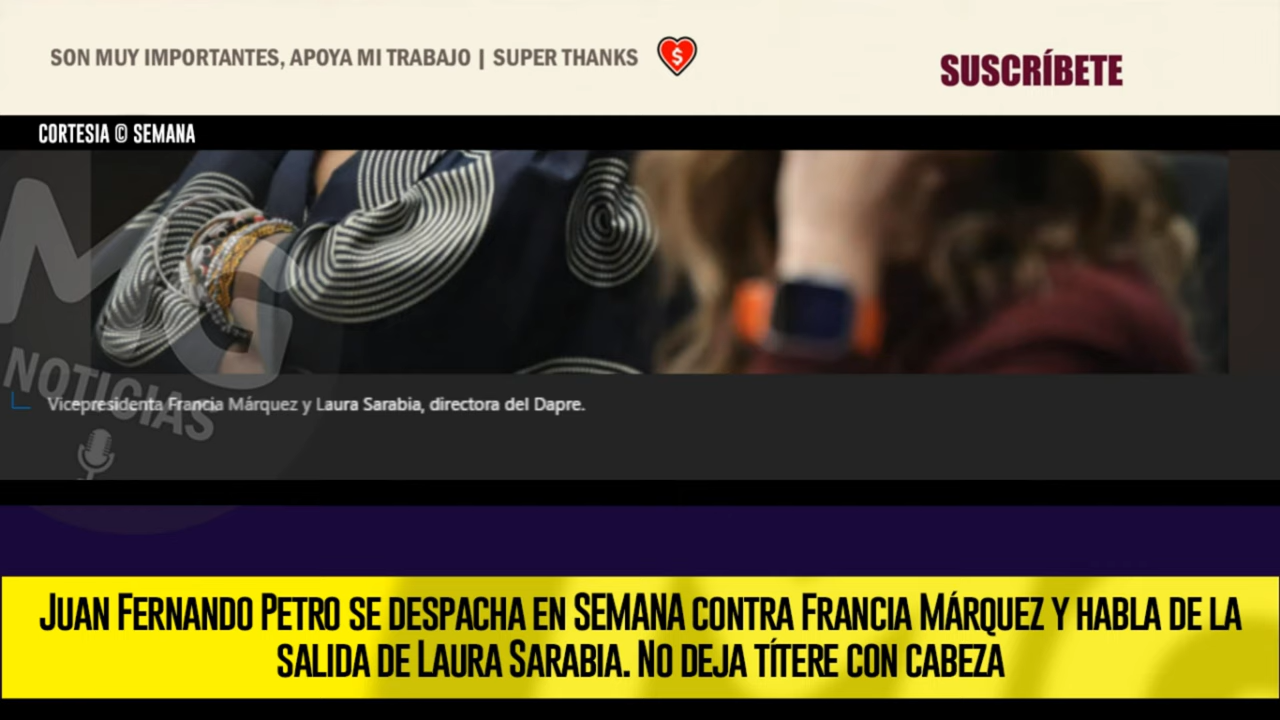 SON MUY IMPORTANTES, APOYA MI TRABAJO | SUPER THANKS
SUSCRÍBETE
CORTESIA © SEMANA
MG
NOTICIAS
Vicepresidenta Francia Márquez y Laura Sarabia, directora del Dapre.
JUAN FERNANDO PETRO SE DESPACHA EN SEMANA CONTRA FRANCIA MÁRQUEZ Y HABLA DE LA
SALIDA DE LAURA SARABIA. NO DEJA TÍTERE CON CABEZA